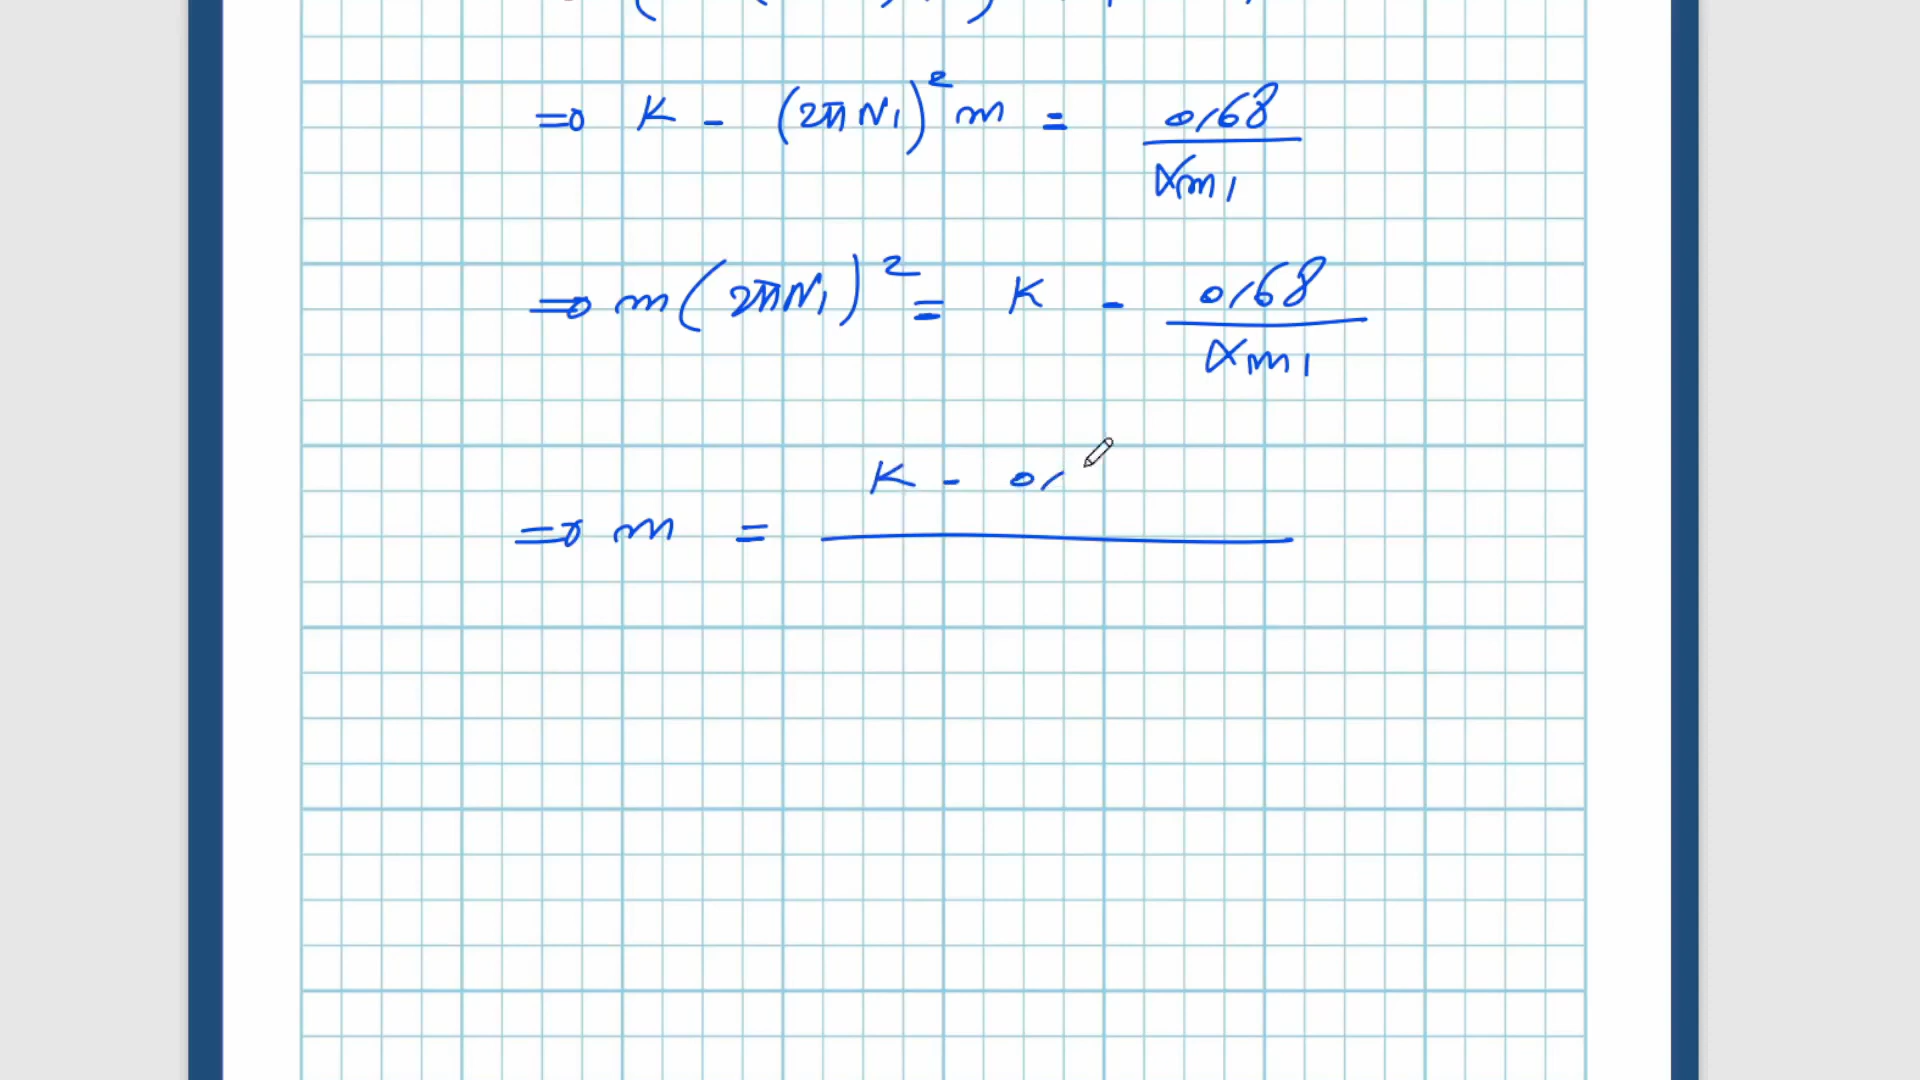 ⇒ K - (2πN₁)² m = 0,68 / Xm₁
⇒ m (2πN₁)² = K - 0,68 / Xm₁
⇒ m = K - 0,